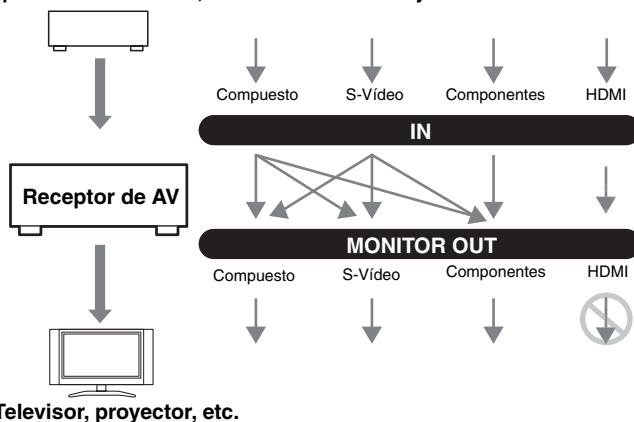 Compuesto S-Vídeo Componentes HDMI
IN
Receptor de AV
MONITOR OUT
Compuesto S-Vídeo Componentes HDMI
Televisor, proyector, etc.